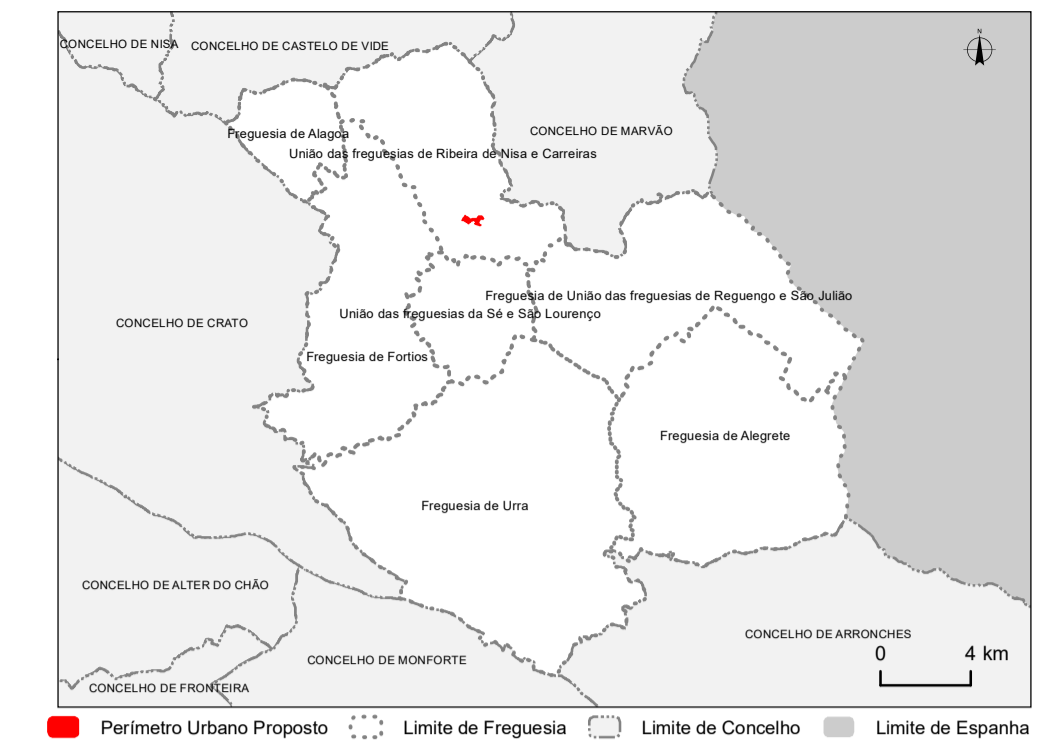 N
CONCELHO DE NISA
CONCELHO DE CASTELO DE VIDE
CONCELHO DE MARVÃO
Freguesia de Alagoa
União das freguesias de Ribeira de Nisa e Carreiras
Freguesia de União das freguesias de Reguengo e São Julião
União das freguesias da Sé e São Lourenço
CONCELHO DE CRATO
Freguesia de Fortios
Freguesia de Alegrete
Freguesia de Urra
CONCELHO DE ALTER DO CHÃO
CONCELHO DE ARRONCHES
CONCELHO DE MONFORTE
CONCELHO DE FRONTEIRA
0 4 km
Perímetro Urbano Proposto Limite de Freguesia Limite de Concelho Limite de Espanha